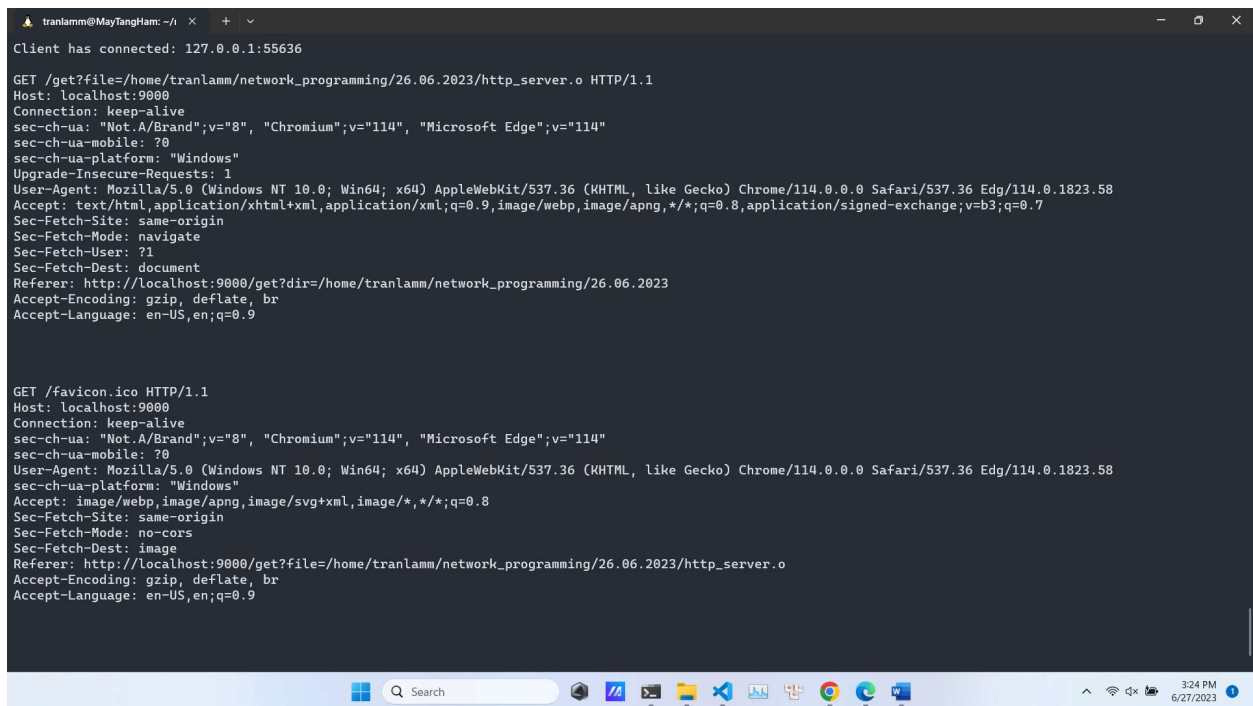 tranlamm@MayTangHam: ~/r
Client has connected: 127.0.0.1:55636
GET /get?file=/home/tranlamm/network_programming/26.06.2023/http_server.o HTTP/1.1
Host: localhost:9000
Connection: keep-alive
sec-ch-ua: "Not.A/Brand";v="8", "Chromium";v="114", "Microsoft Edge";v="114"
sec-ch-ua-mobile: ?0
sec-ch-ua-platform: "Windows"
Upgrade-Insecure-Requests: 1
User-Agent: Mozilla/5.0 (Windows NT 10.0; Win64; x64) AppleWebKit/537.36 (KHTML, like Gecko) Chrome/114.0.0.0 Safari/537.36 Edg/114.0.1823.58
Accept: text/html,application/xhtml+xml,application/xml;q=0.9,image/webp,image/apng,*/*;q=0.8,application/signed-exchange;v=b3;q=0.7
Sec-Fetch-Site: same-origin
Sec-Fetch-Mode: navigate
Sec-Fetch-User: ?1
Sec-Fetch-Dest: document
Referer: http://localhost:9000/get?dir=/home/tranlamm/network_programming/26.06.2023
Accept-Encoding: gzip, deflate, br
Accept-Language: en-US,en;q=0.9
GET /favicon.ico HTTP/1.1
Host: localhost:9000
Connection: keep-alive
sec-ch-ua: "Not.A/Brand";v="8", "Chromium";v="114", "Microsoft Edge";v="114"
sec-ch-ua-mobile: ?0
User-Agent: Mozilla/5.0 (Windows NT 10.0; Win64; x64) AppleWebKit/537.36 (KHTML, like Gecko) Chrome/114.0.0.0 Safari/537.36 Edg/114.0.1823.58
sec-ch-ua-platform: "Windows"
Accept: image/webp,image/apng,image/svg+xml,image/*,*/*;q=0.8
Sec-Fetch-Site: same-origin
Sec-Fetch-Mode: no-cors
Sec-Fetch-Dest: image
Referer: http://localhost:9000/get?file=/home/tranlamm/network_programming/26.06.2023/http_server.o
Accept-Encoding: gzip, deflate, br
Accept-Language: en-US,en;q=0.9
Search
3:24 PM
6/27/2023
1